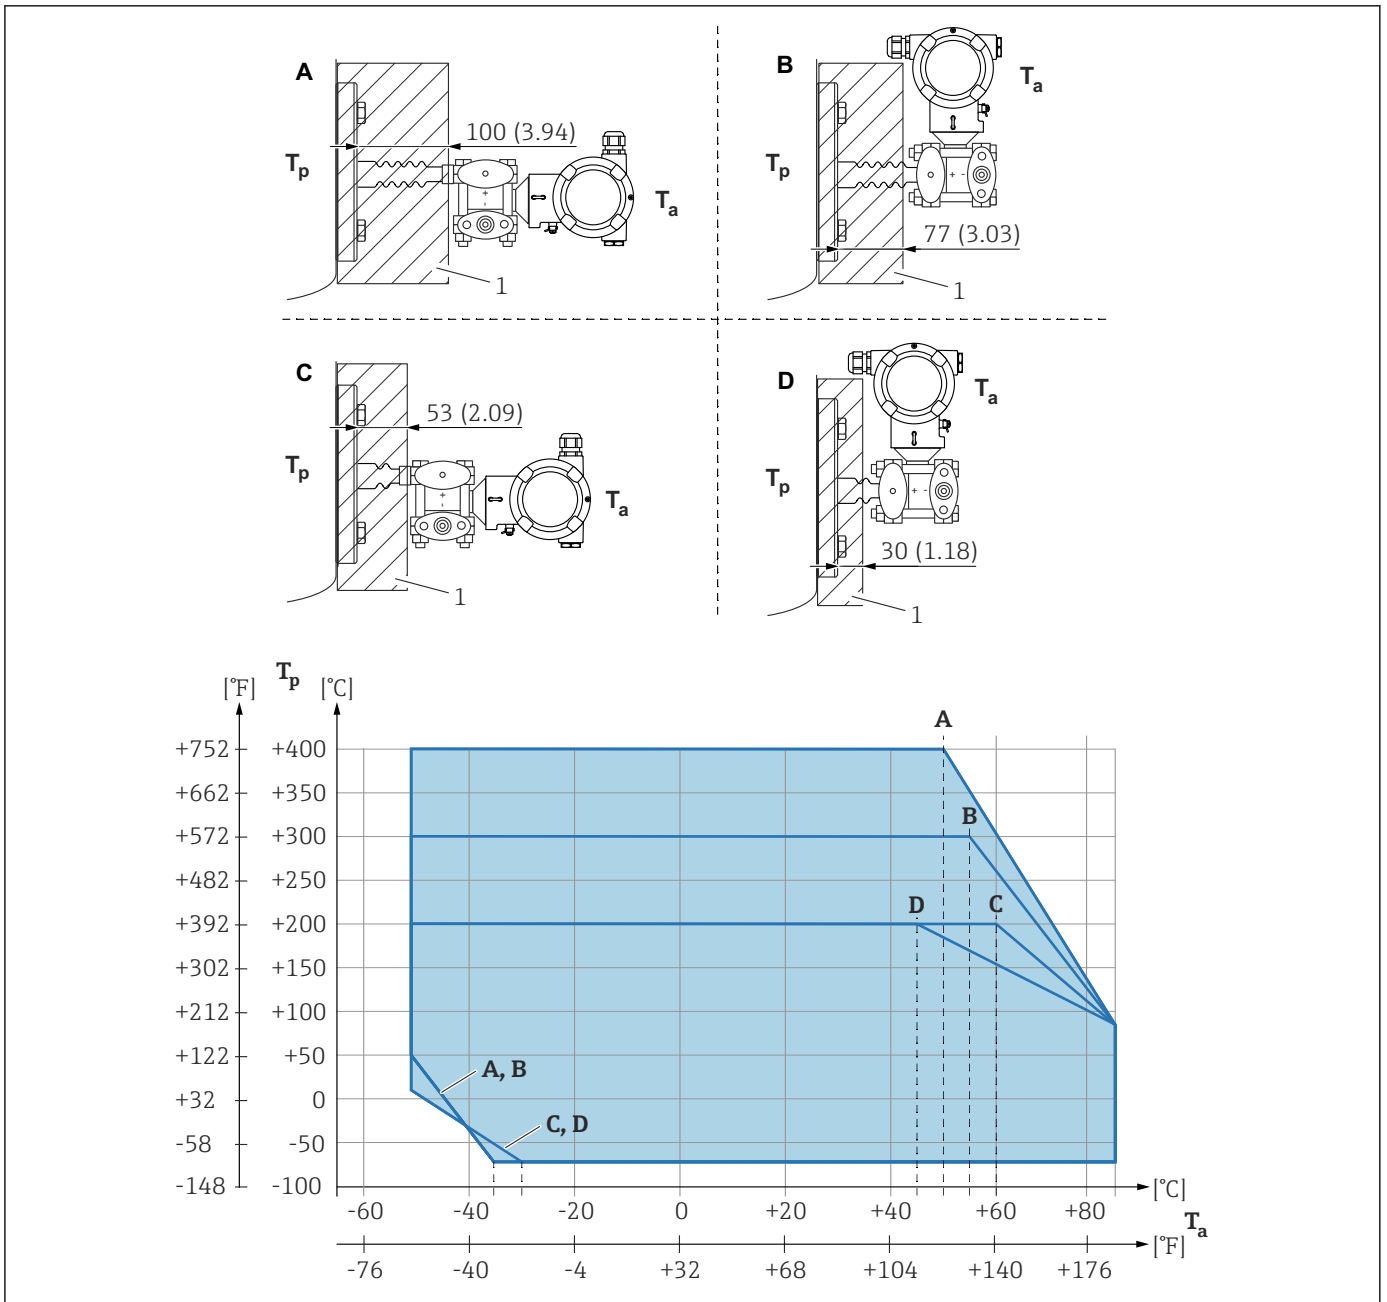 A
100 (3.94)
Tp
Ta
1
B
Ta
Tp
77 (3.03)
1
C
53 (2.09)
Tp
Ta
1
D
Ta
Tp
30 (1.18)
1
[°F] Tp [°C]
A
+752 +400
+662 +350
B
+572 +300
+482 +250
D C
+392 +200
+302 +150
+212 +100
+122 +50
A, B
+32 0
C, D
-58 -50
-148 -100
[°C]
-60 -40 -20 0 +20 +40 +60 +80
Ta
[°F]
-76 -40 -4 +32 +68 +104 +140 +176